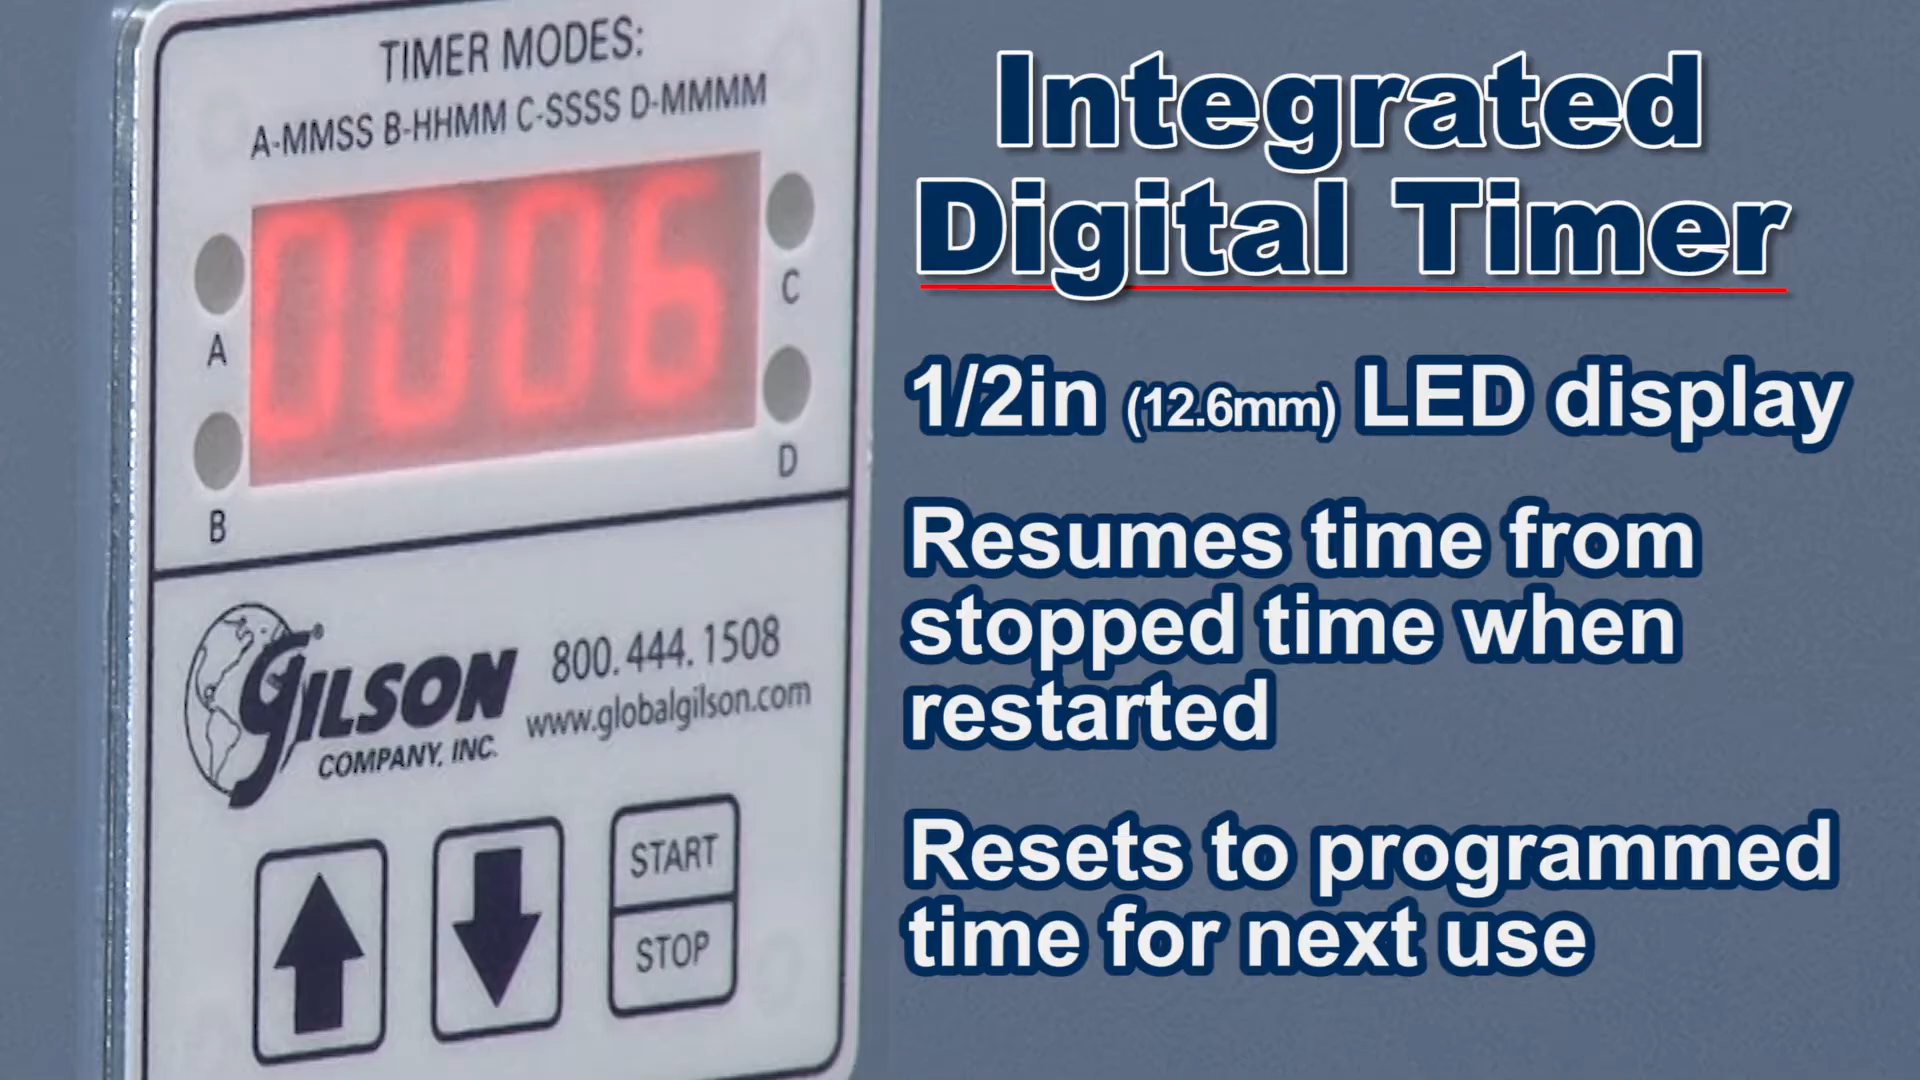 TIMER MODES:
A-MMSS B-HHMM C-SSSS D-MMMM
0006
A
B
C
D
GILSON®
COMPANY, INC.
800.444.1508
www.globalgilson.com
START
STOP
Integrated
Digital Timer
1/2in (12.6mm) LED display
Resumes time from
stopped time when
restarted
Resets to programmed
time for next use